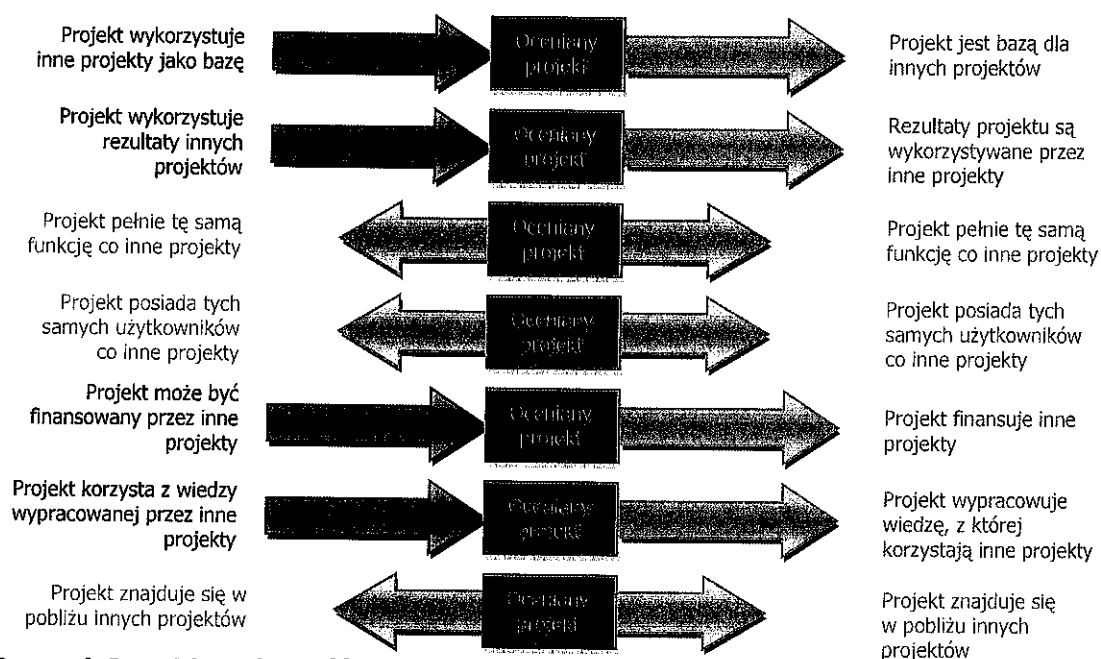 Projekt wykorzystuje
inne projekty jako bazę
Oceniany
projekt
Projekt jest bazą dla
innych projektów
Projekt wykorzystuje
rezultaty innych
projektów
Oceniany
projekt
Rezultaty projektu są
wykorzystywane przez
inne projekty
Projekt pełnie tę samą
funkcję co inne projekty
Oceniany
projekt
Projekt pełnie tę samą
funkcję co inne projekty
Projekt posiada tych
samych użytkowników
co inne projekty
Oceniany
projekt
Projekt posiada tych
samych użytkowników
co inne projekty
Projekt może być
finansowany przez inne
projekty
Oceniany
projekt
Projekt finansuje inne
projekty
Projekt korzysta z wiedzy
wypracowanej przez inne
projekty
Oceniany
projekt
Projekt wypracowuje
wiedzę, z której
korzystają inne projekty
Projekt znajduje się w
pobliżu innych projektów
Oceniany
projekt
Projekt znajduje się
w pobliżu innych
projektów